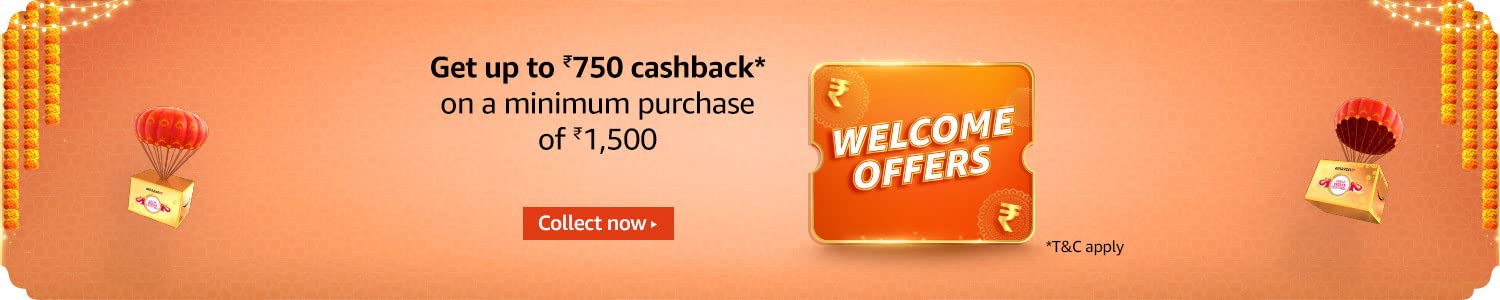 Get up to ₹750 cashback*
on a minimum purchase
of ₹1,500
Collect now
WELCOME
OFFERS
*T&C apply